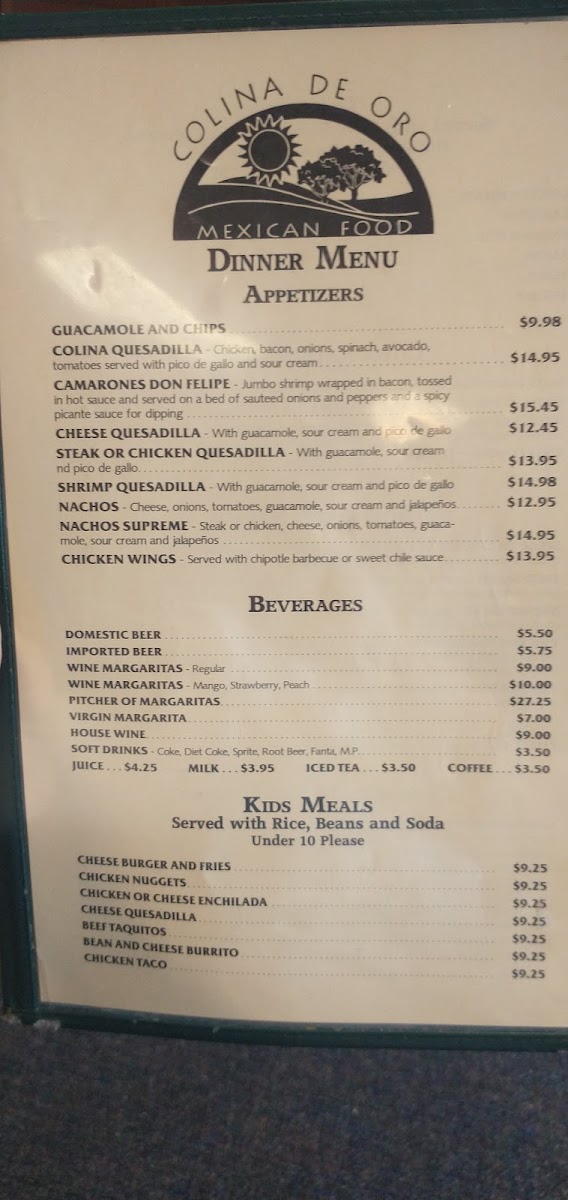 COLINA DE ORO
MEXICAN FOOD
DINNER MENU
APPETIZERS
GUACAMOLE AND CHIPS $9.98
COLINA QUESADILLA - Chicken, bacon, onions, spinach, avocado,
tomatoes served with pico de gallo and sour cream $14.95
CAMARONES DON FELIPE - Jumbo shrimp wrapped in bacon, tossed
in hot sauce and served on a bed of sauteed onions and peppers and a spicy
picante sauce for dipping $15.45
CHEESE QUESADILLA - With guacamole, sour cream and pico de gallo $12.45
STEAK OR CHICKEN QUESADILLA - With guacamole, sour cream
nd pico de gallo $13.95
SHRIMP QUESADILLA - With guacamole, sour cream and pico de gallo $14.98
NACHOS - Cheese, onions, tomatoes, guacamole, sour cream and jalapeños $12.95
NACHOS SUPREME - Steak or chicken, cheese, onions, tomatoes, guaca-
mole, sour cream and jalapeños $14.95
CHICKEN WINGS - Served with chipotle barbecue or sweet chile sauce $13.95
BEVERAGES
DOMESTIC BEER $5.50
IMPORTED BEER $5.75
WINE MARGARITAS - Regular $9.00
WINE MARGARITAS - Mango, Strawberry, Peach $10.00
PITCHER OF MARGARITAS $27.25
VIRGIN MARGARITA $7.00
HOUSE WINE $9.00
SOFT DRINKS - Coke, Diet Coke, Sprite, Root Beer, Fanta, M.P. $3.50
JUICE ... $4.25 MILK ... $3.95 ICED TEA ... $3.50 COFFEE ... $3.50
KIDS MEALS
Served with Rice, Beans and Soda
Under 10 Please
CHEESE BURGER AND FRIES $9.25
CHICKEN NUGGETS $9.25
CHICKEN OR CHEESE ENCHILADA $9.25
CHEESE QUESADILLA $9.25
BEEF TAQUITOS $9.25
BEAN AND CHEESE BURRITO $9.25
CHICKEN TACO $9.25